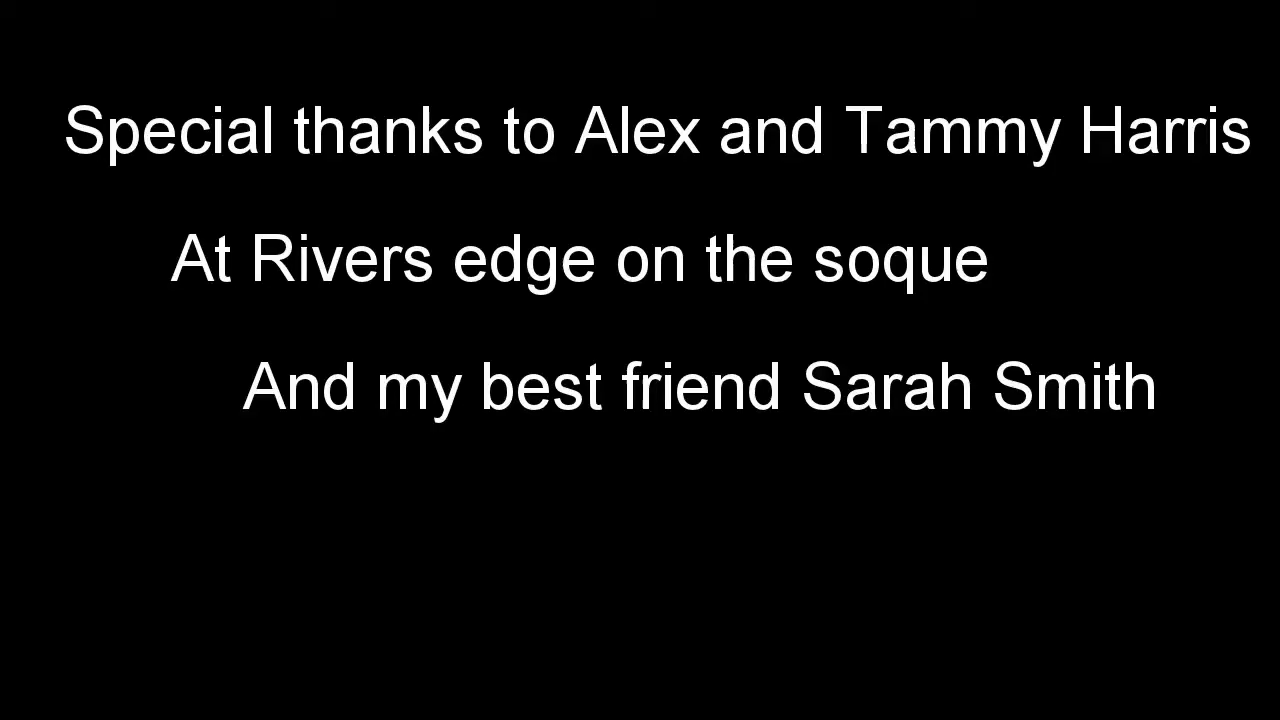 Special thanks to Alex and Tammy Harris
At Rivers edge on the soque
And my best friend Sarah Smith